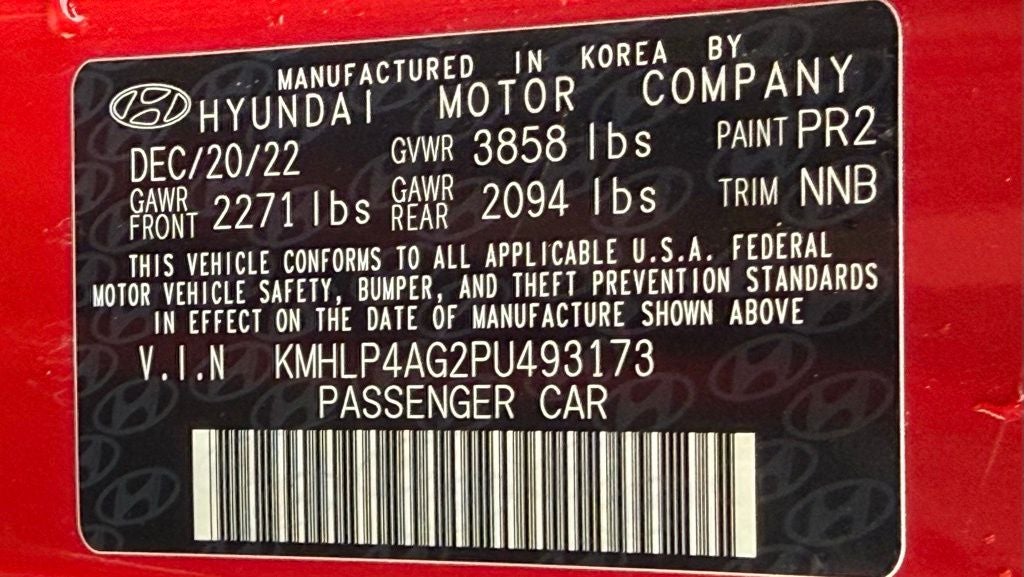 MANUFACTURED IN KOREA BY
HYUNDAI MOTOR COMPANY
DEC/20/22 GVWR 3858 lbs PAINT PR2
GAWR FRONT 2271 lbs GAWR REAR 2094 lbs TRIM NNB
THIS VEHICLE CONFORMS TO ALL APPLICABLE U.S.A. FEDERAL
MOTOR VEHICLE SAFETY, BUMPER, AND THEFT PREVENTION STANDARDS
IN EFFECT ON THE DATE OF MANUFACTURE SHOWN ABOVE
V.I.N KMHLP4AG2PU493173
PASSENGER CAR